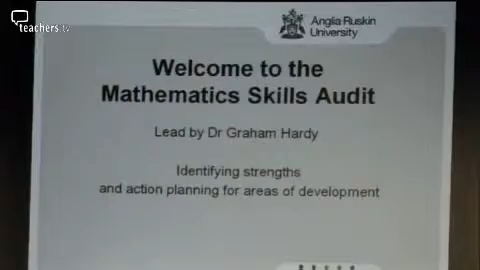 teachers.tv
Anglia Ruskin
University
Welcome to the
Mathematics Skills Audit
Lead by Dr Graham Hardy
Identifying strengths
and action planning for areas of development